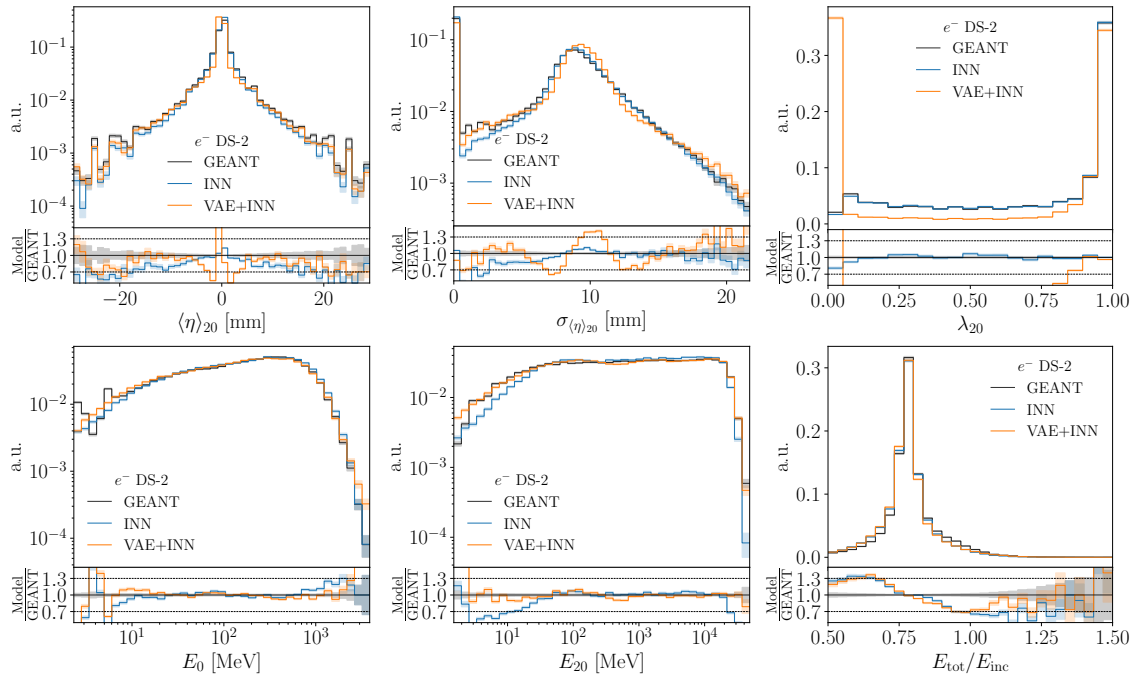 a. u.
10⁻¹
10⁻²
10⁻³
10⁻⁴
e⁻ DS-2
GEANT
INN
VAE+INN
Model
GEANT
1.3
1.0
0.7
−20
0
20
⟨η⟩₂₀ [mm]
a. u.
10⁻¹
10⁻²
10⁻³
e⁻ DS-2
GEANT
INN
VAE+INN
Model
GEANT
1.3
1.0
0.7
0
10
20
σ⟨η⟩₂₀ [mm]
a. u.
0.3
0.2
0.1
0.0
e⁻ DS-2
GEANT
INN
VAE+INN
Model
GEANT
1.3
1.0
0.7
0.00
0.25
0.50
0.75
1.00
λ₂₀
a. u.
10⁻²
10⁻³
10⁻⁴
e⁻ DS-2
GEANT
INN
VAE+INN
Model
GEANT
1.3
1.0
0.7
10¹
10²
10³
E₀ [MeV]
a. u.
10⁻²
10⁻³
10⁻⁴
e⁻ DS-2
GEANT
INN
VAE+INN
Model
GEANT
1.3
1.0
0.7
10¹
10²
10³
10⁴
E₂₀ [MeV]
a. u.
0.3
0.2
0.1
0.0
e⁻ DS-2
GEANT
INN
VAE+INN
Model
GEANT
1.3
1.0
0.7
0.50
0.75
1.00
1.25
1.50
E_tot/E_inc